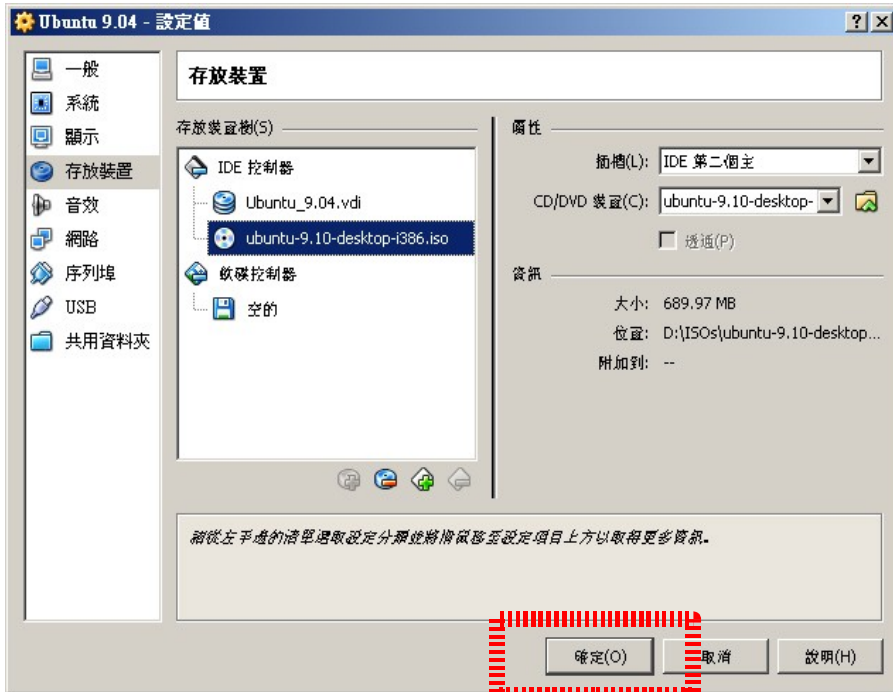 Ubuntu 9.04 - 設定值
一般
系統
顯示
存放裝置
音效
網路
序列埠
USB
共用資料夾
存放裝置
存放裝置樹(S)
IDE 控制器
Ubuntu_9.04.vdi
ubuntu-9.10-desktop-i386.iso
軟碟控制器
空的
屬性
插槽(L): IDE 第二個主
CD/DVD 裝置(C): ubuntu-9.10-desktop-
透通(P)
資訊
大小: 689.97 MB
位置: D:\ISOs\ubuntu-9.10-desktop...
附加到: --
請從左手邊的清單選取設定分類並將滑鼠移至設定項目上方以取得更多資訊。
確定(O)
取消
說明(H)